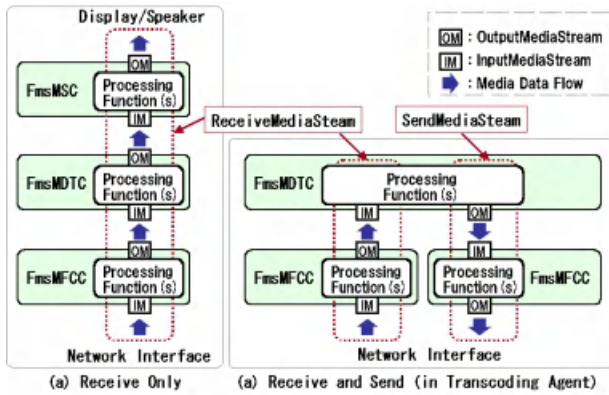 Display/Speaker
OM
FmsMSC
Processing
Function(s)
IM
OM
FmsMDTC
Processing
Function(s)
IM
OM
FmsMFCC
Processing
Function(s)
IM
Network Interface
(a) Receive Only
OM : OutputMediaStream
IM : InputMediaStream
: Media Data Flow
ReceiveMediaSteam
SendMediaSteam
FmsMDTC
Processing
Function(s)
IM
OM
OM
IM
FmsMFCC
Processing
Function(s)
Processing
Function(s)
FmsMFCC
IM
OM
Network Interface
(a) Receive and Send (in Transcoding Agent)